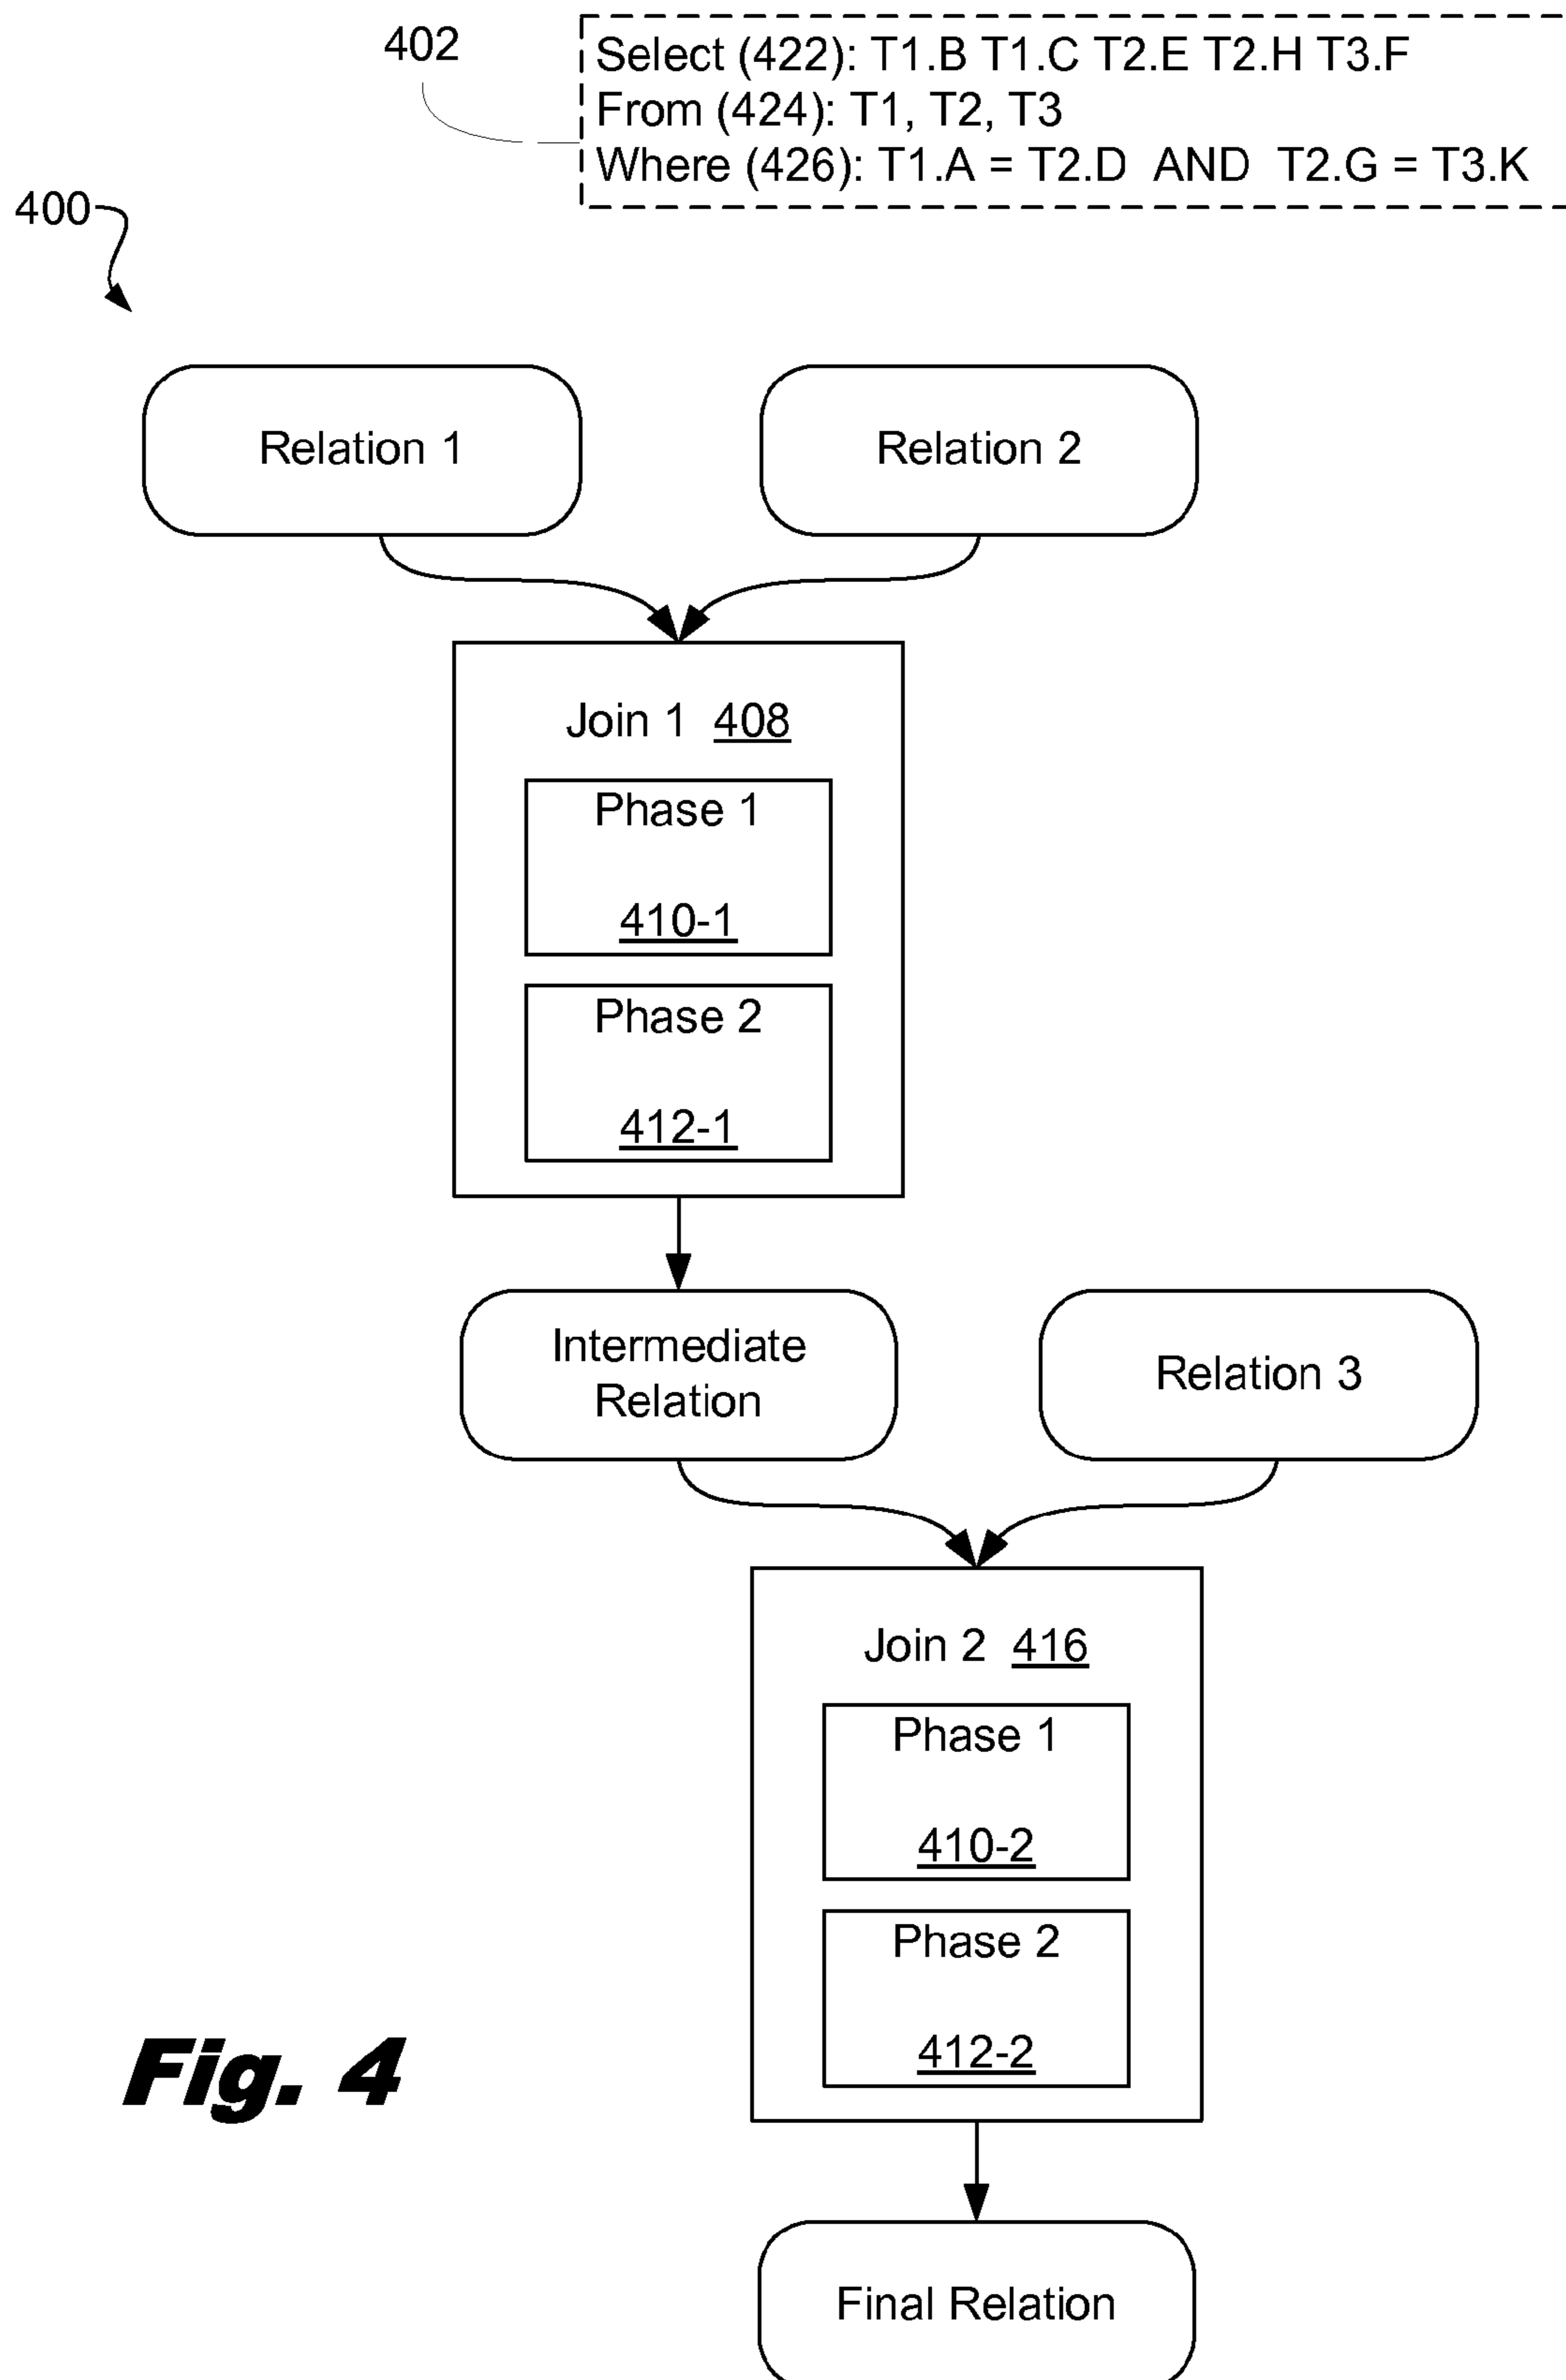 402
Select (422): T1.B T1.C T2.E T2.H T3.F
From (424): T1, T2, T3
Where (426): T1.A = T2.D AND T2.G = T3.K
400
Relation 1
Relation 2
Join 1 408
Phase 1
410-1
Phase 2
412-1
Intermediate
Relation
Relation 3
Join 2 416
Phase 1
410-2
Phase 2
412-2
Fig. 4
Final Relation